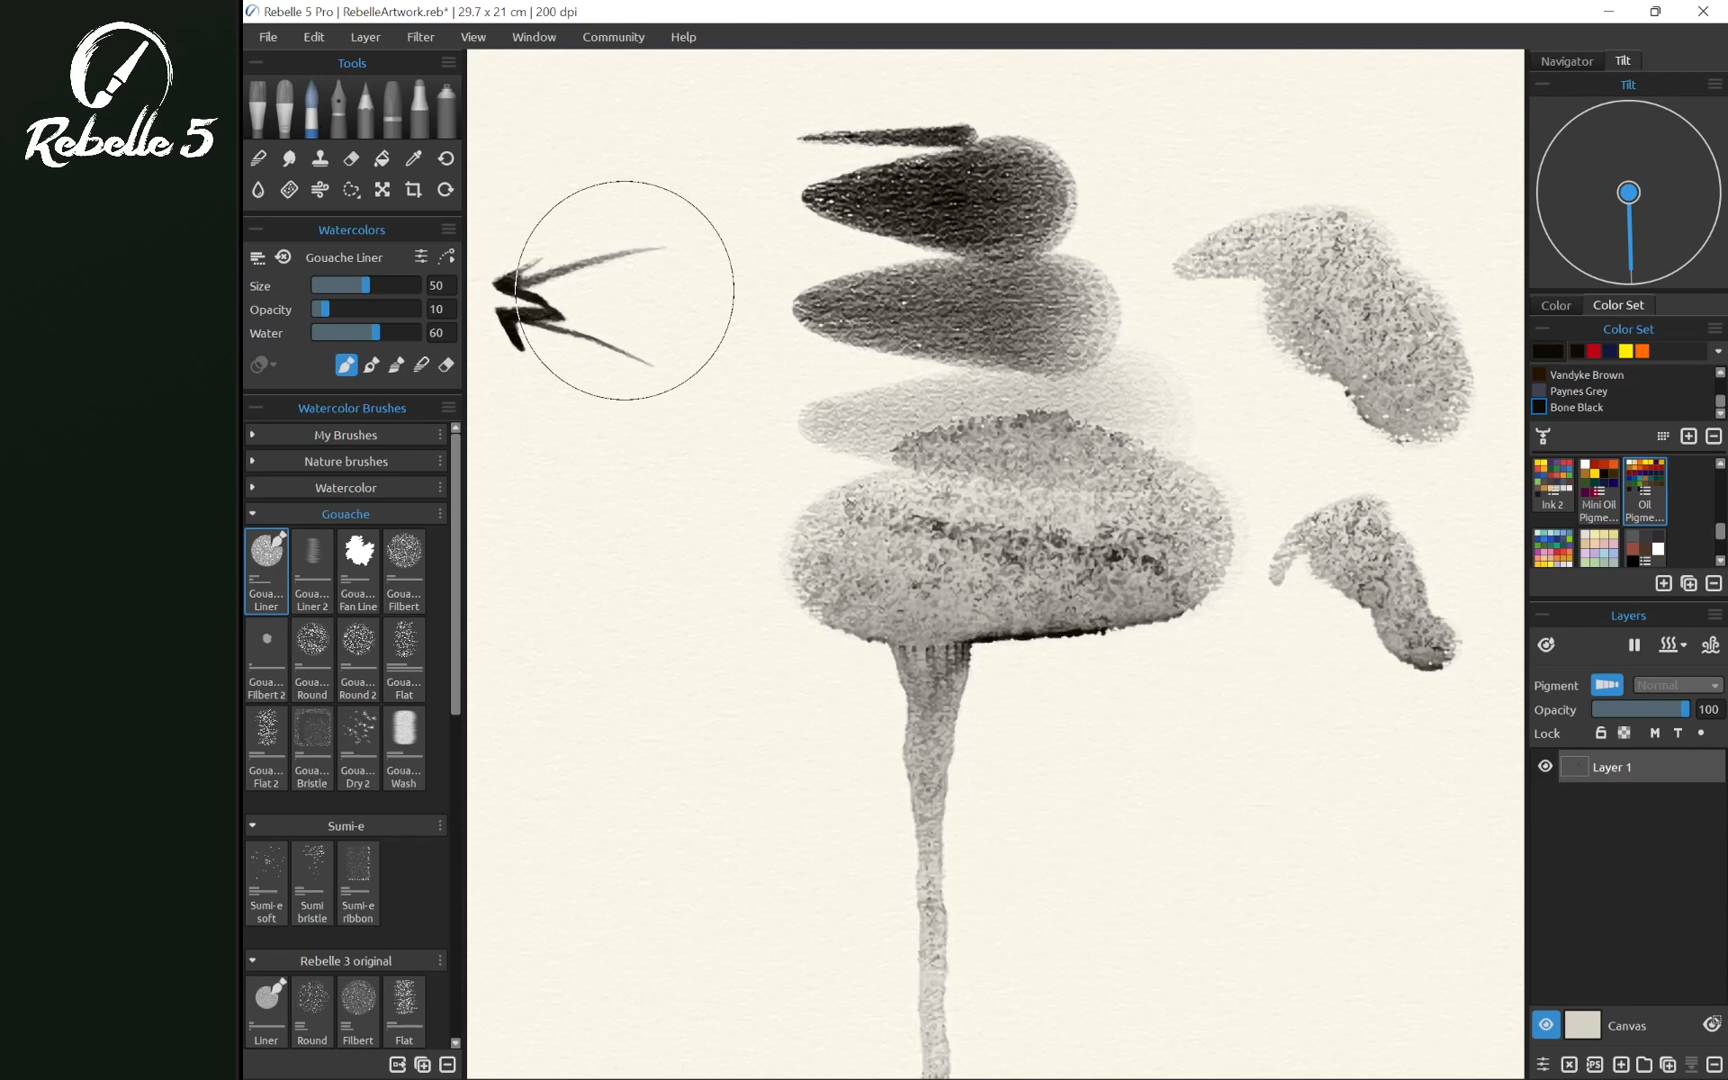 Rebelle 5
Rebelle 5 Pro | RebelleArtwork.reb* | 29.7 x 21 cm | 200 dpi
File Edit Layer Filter View Window Community Help
Tools
Watercolors
Gouache Liner
Size 50
Opacity 10
Water 60
Watercolor Brushes
My Brushes
Nature brushes
Watercolor
Gouache
Goua... Liner
Goua... Liner 2
Goua... Fan Line
Goua... Filbert
Goua... Filbert 2
Goua... Round
Goua... Round 2
Goua... Flat
Goua... Flat 2
Goua... Bristle
Goua... Dry 2
Goua... Wash
Sumi-e
Sumi-e soft
Sumi bristle
Sumi-e ribbon
Rebelle 3 original
Liner
Round
Filbert
Flat
Navigator Tilt
Tilt
Color Color Set
Color Set
Vandyke Brown
Paynes Grey
Bone Black
Ink 2
Mini Oil Pigme...
Oil Pigme...
Layers
Pigment Normal
Opacity 100
Lock M T
Layer 1
Canvas
PS